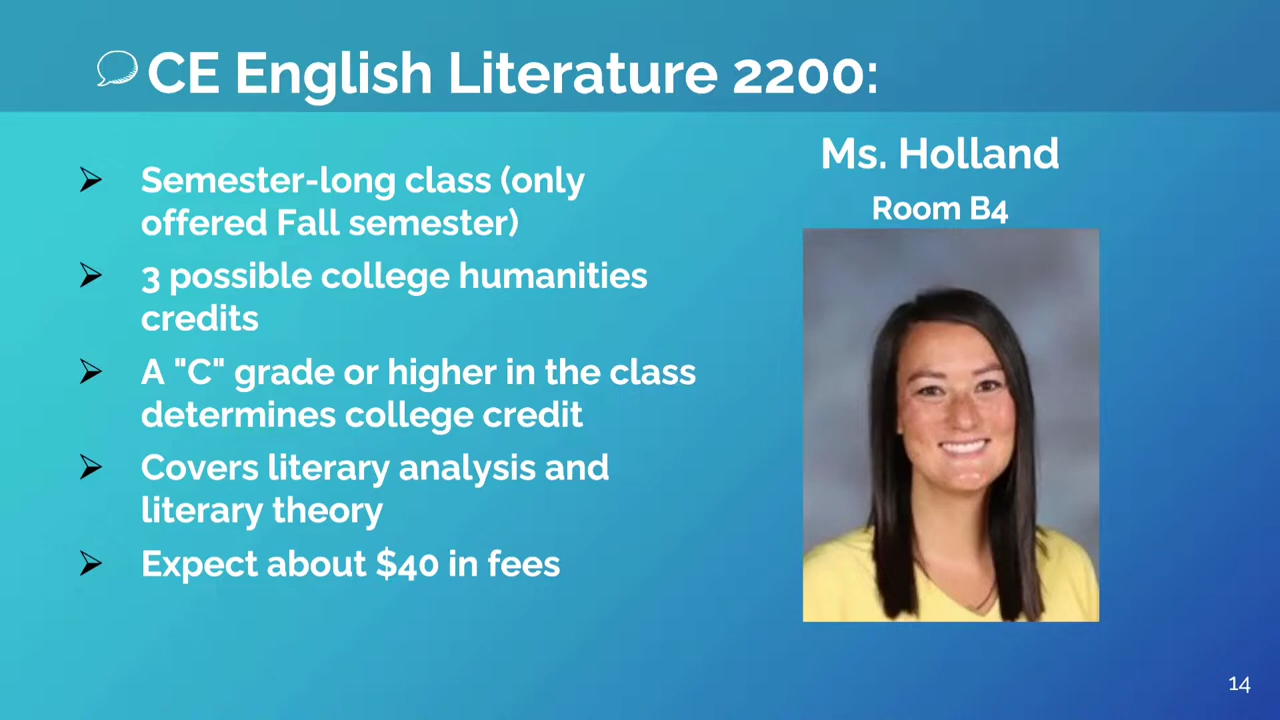 CE English Literature 2200:
Semester-long class (only
offered Fall semester)
3 possible college humanities
credits
A "C" grade or higher in the class
determines college credit
Covers literary analysis and
literary theory
Expect about $40 in fees
Ms. Holland
Room B4
14